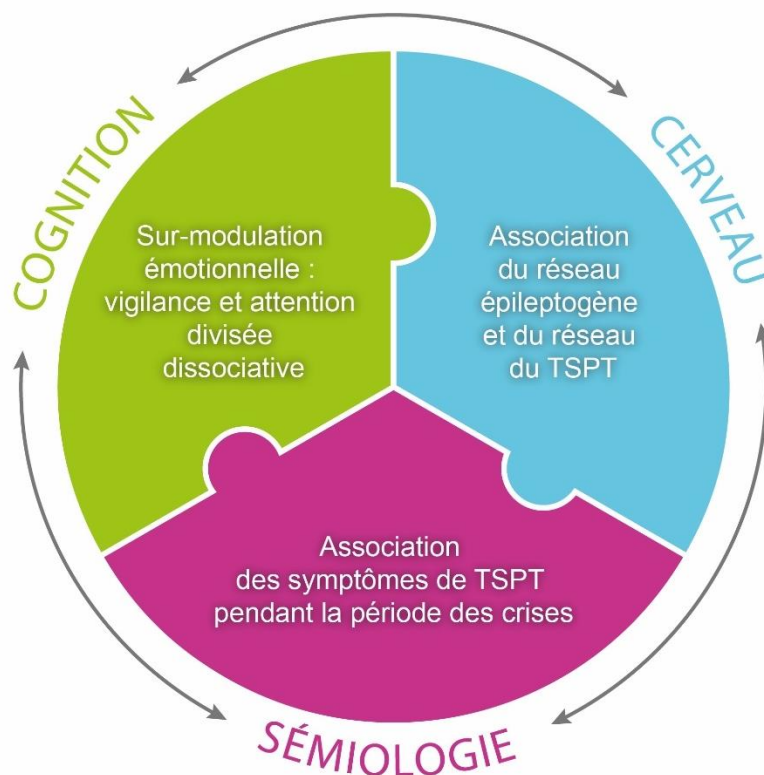 COGNITION
Sur-modulation
émotionnelle :
vigilance et attention
divisée
dissociative
CERVEAU
Association
du réseau
épileptogène
et du réseau
du TSPT
Association
des symptômes de TSPT
pendant la période des crises
SÉMIOLOGIE